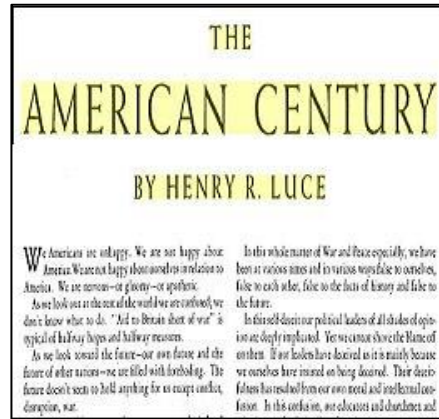 THE
AMERICAN CENTURY
BY HENRY R. LUCE
We Americans are unhappy. We are not happy about
America. We are not happy about ourselves in relation to
America. We are nervous—or gloomy—or apathetic.
As we look out at the rest of the world we are confused; we
don't know what to do. "Aid to Britain short of war" is
typical of halfway hopes and halfway measures.
As we look toward the future—our own future and the
future of other nations—we are filled with foreboding. The
future doesn't seem to hold anything for us except conflict,
disruption, war.
In this whole matter of War and Peace especially, we have
been at various times and in various ways false to ourselves,
false to each other, false to the facts of history and false to
the future.
In this self-deceit our political leaders of all shades of opin-
ion are deeply implicated. Yet we cannot shove the blame off
on them. If our leaders have deceived us it is mainly because
we ourselves have insisted on being deceived. Their deceit-
fulness has resulted from our own moral and intellectual con-
fusion. In this confusion, our educators and churchmen and